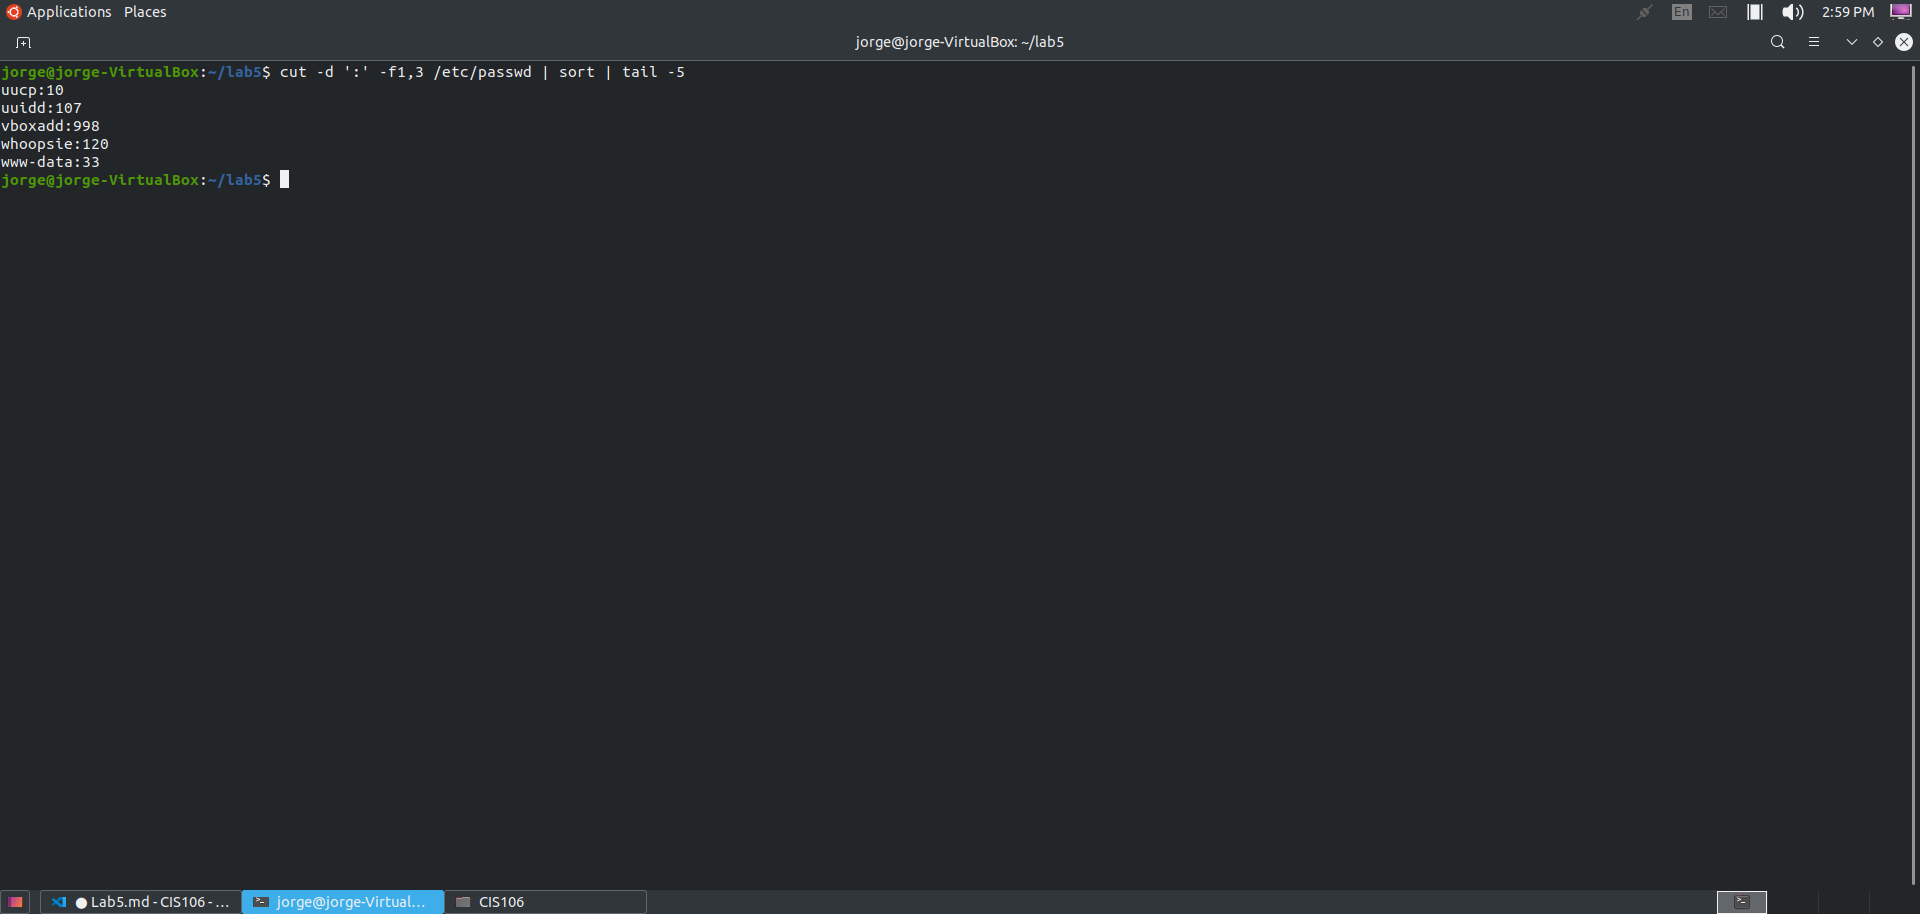 Applications Places En 2:59 PM
jorge@jorge-VirtualBox: ~/lab5
jorge@jorge-VirtualBox:~/lab5$ cut -d ':' -f1,3 /etc/passwd | sort | tail -5
uucp:10
uuidd:107
vboxadd:998
whoopsie:120
www-data:33
jorge@jorge-VirtualBox:~/lab5$
Lab5.md - CIS106 - ... jorge@jorge-Virtual... CIS106